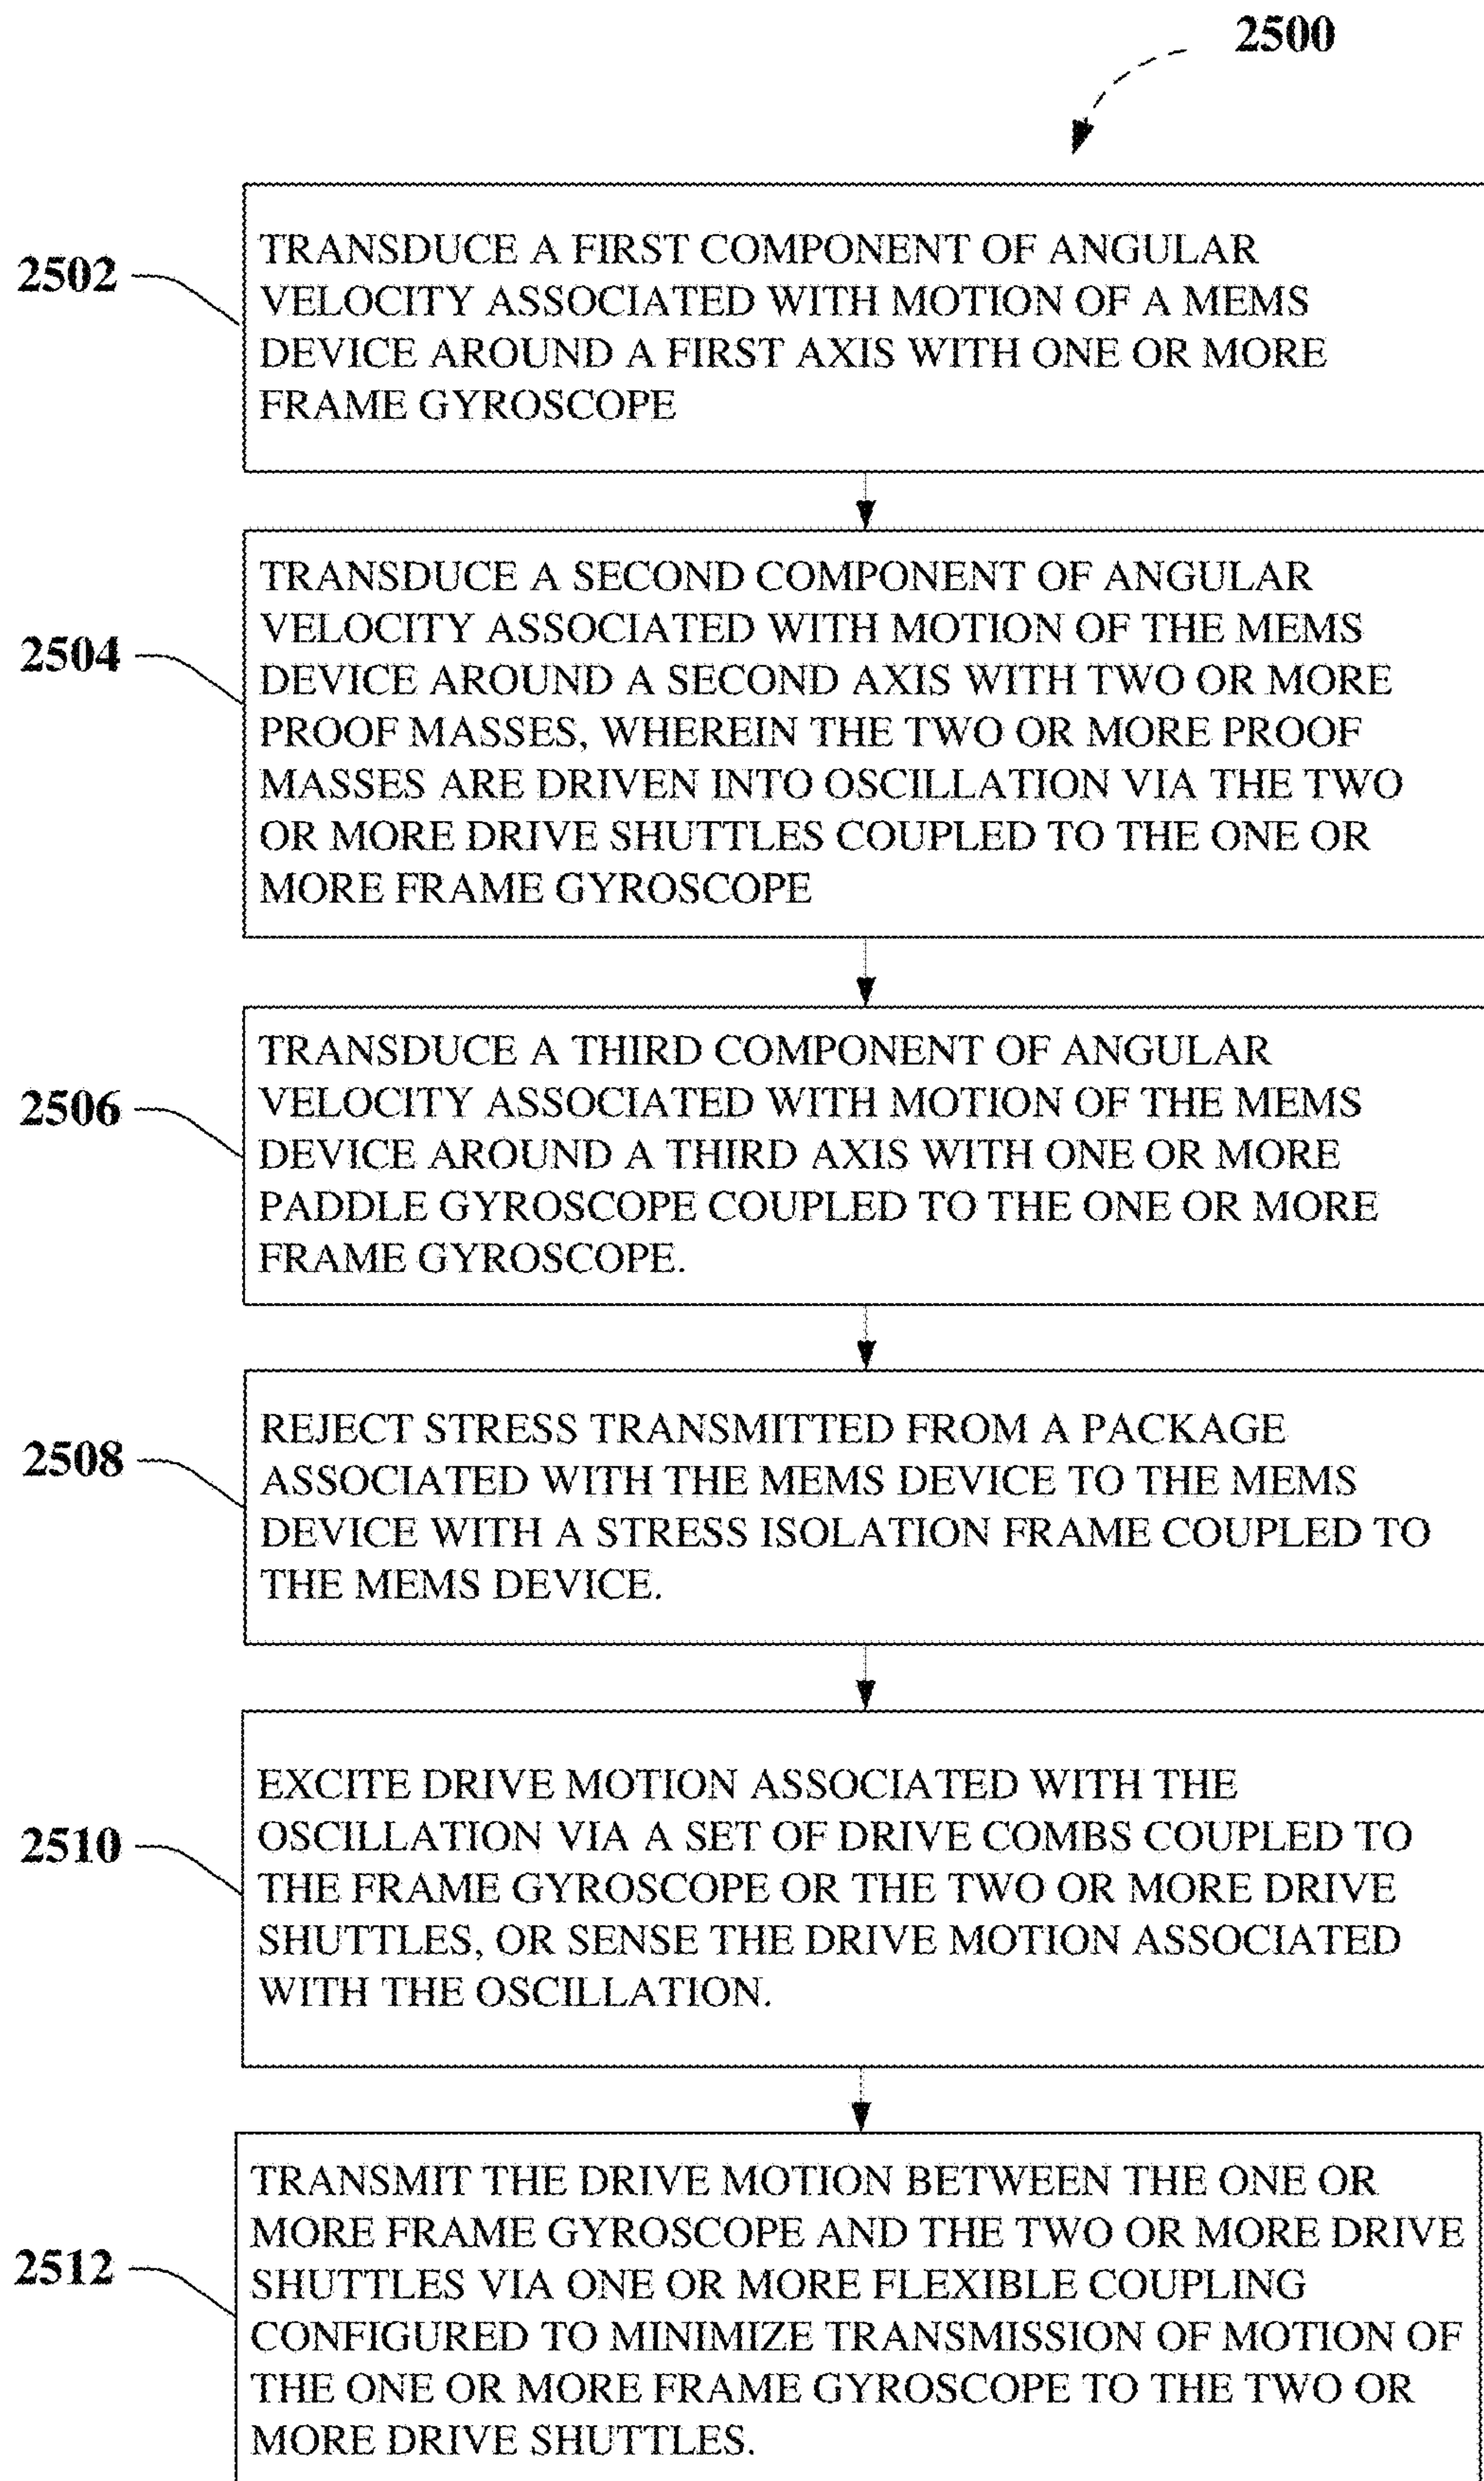 2500
2502
TRANSDUCE A FIRST COMPONENT OF ANGULAR
VELOCITY ASSOCIATED WITH MOTION OF A MEMS
DEVICE AROUND A FIRST AXIS WITH ONE OR MORE
FRAME GYROSCOPE
2504
TRANSDUCE A SECOND COMPONENT OF ANGULAR
VELOCITY ASSOCIATED WITH MOTION OF THE MEMS
DEVICE AROUND A SECOND AXIS WITH TWO OR MORE
PROOF MASSES, WHEREIN THE TWO OR MORE PROOF
MASSES ARE DRIVEN INTO OSCILLATION VIA THE TWO
OR MORE DRIVE SHUTTLES COUPLED TO THE ONE OR
MORE FRAME GYROSCOPE
2506
TRANSDUCE A THIRD COMPONENT OF ANGULAR
VELOCITY ASSOCIATED WITH MOTION OF THE MEMS
DEVICE AROUND A THIRD AXIS WITH ONE OR MORE
PADDLE GYROSCOPE COUPLED TO THE ONE OR MORE
FRAME GYROSCOPE.
2508
REJECT STRESS TRANSMITTED FROM A PACKAGE
ASSOCIATED WITH THE MEMS DEVICE TO THE MEMS
DEVICE WITH A STRESS ISOLATION FRAME COUPLED TO
THE MEMS DEVICE.
2510
EXCITE DRIVE MOTION ASSOCIATED WITH THE
OSCILLATION VIA A SET OF DRIVE COMBS COUPLED TO
THE FRAME GYROSCOPE OR THE TWO OR MORE DRIVE
SHUTTLES, OR SENSE THE DRIVE MOTION ASSOCIATED
WITH THE OSCILLATION.
2512
TRANSMIT THE DRIVE MOTION BETWEEN THE ONE OR
MORE FRAME GYROSCOPE AND THE TWO OR MORE DRIVE
SHUTTLES VIA ONE OR MORE FLEXIBLE COUPLING
CONFIGURED TO MINIMIZE TRANSMISSION OF MOTION OF
THE ONE OR MORE FRAME GYROSCOPE TO THE TWO OR
MORE DRIVE SHUTTLES.